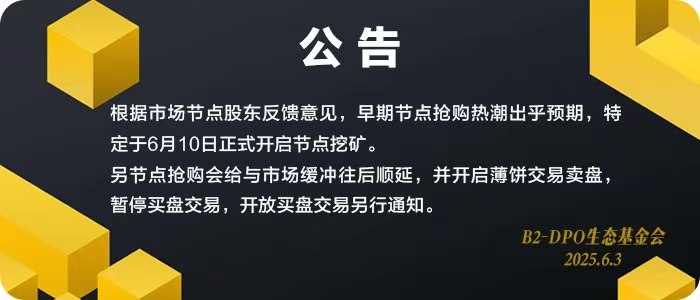 公告
根据市场节点股东反馈意见，早期节点抢购热潮出乎预期，特
定于6月10日正式开启节点挖矿。
另节点抢购会给与市场缓冲往后顺延，并开启薄饼交易卖盘，
暂停买盘交易，开放买盘交易另行通知。
B2-DPO生态基金会
2025.6.3